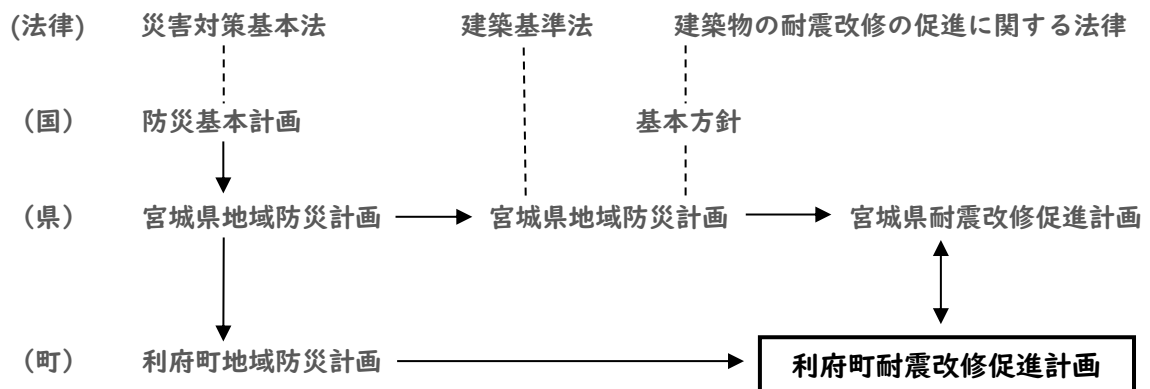 (法律) 災害対策基本法 建築基準法 建築物の耐震改修の促進に関する法律
(国) 防災基本計画 基本方針
(県) 宮城県地域防災計画 宮城県地域防災計画 宮城県耐震改修促進計画
(町) 利府町地域防災計画 利府町耐震改修促進計画